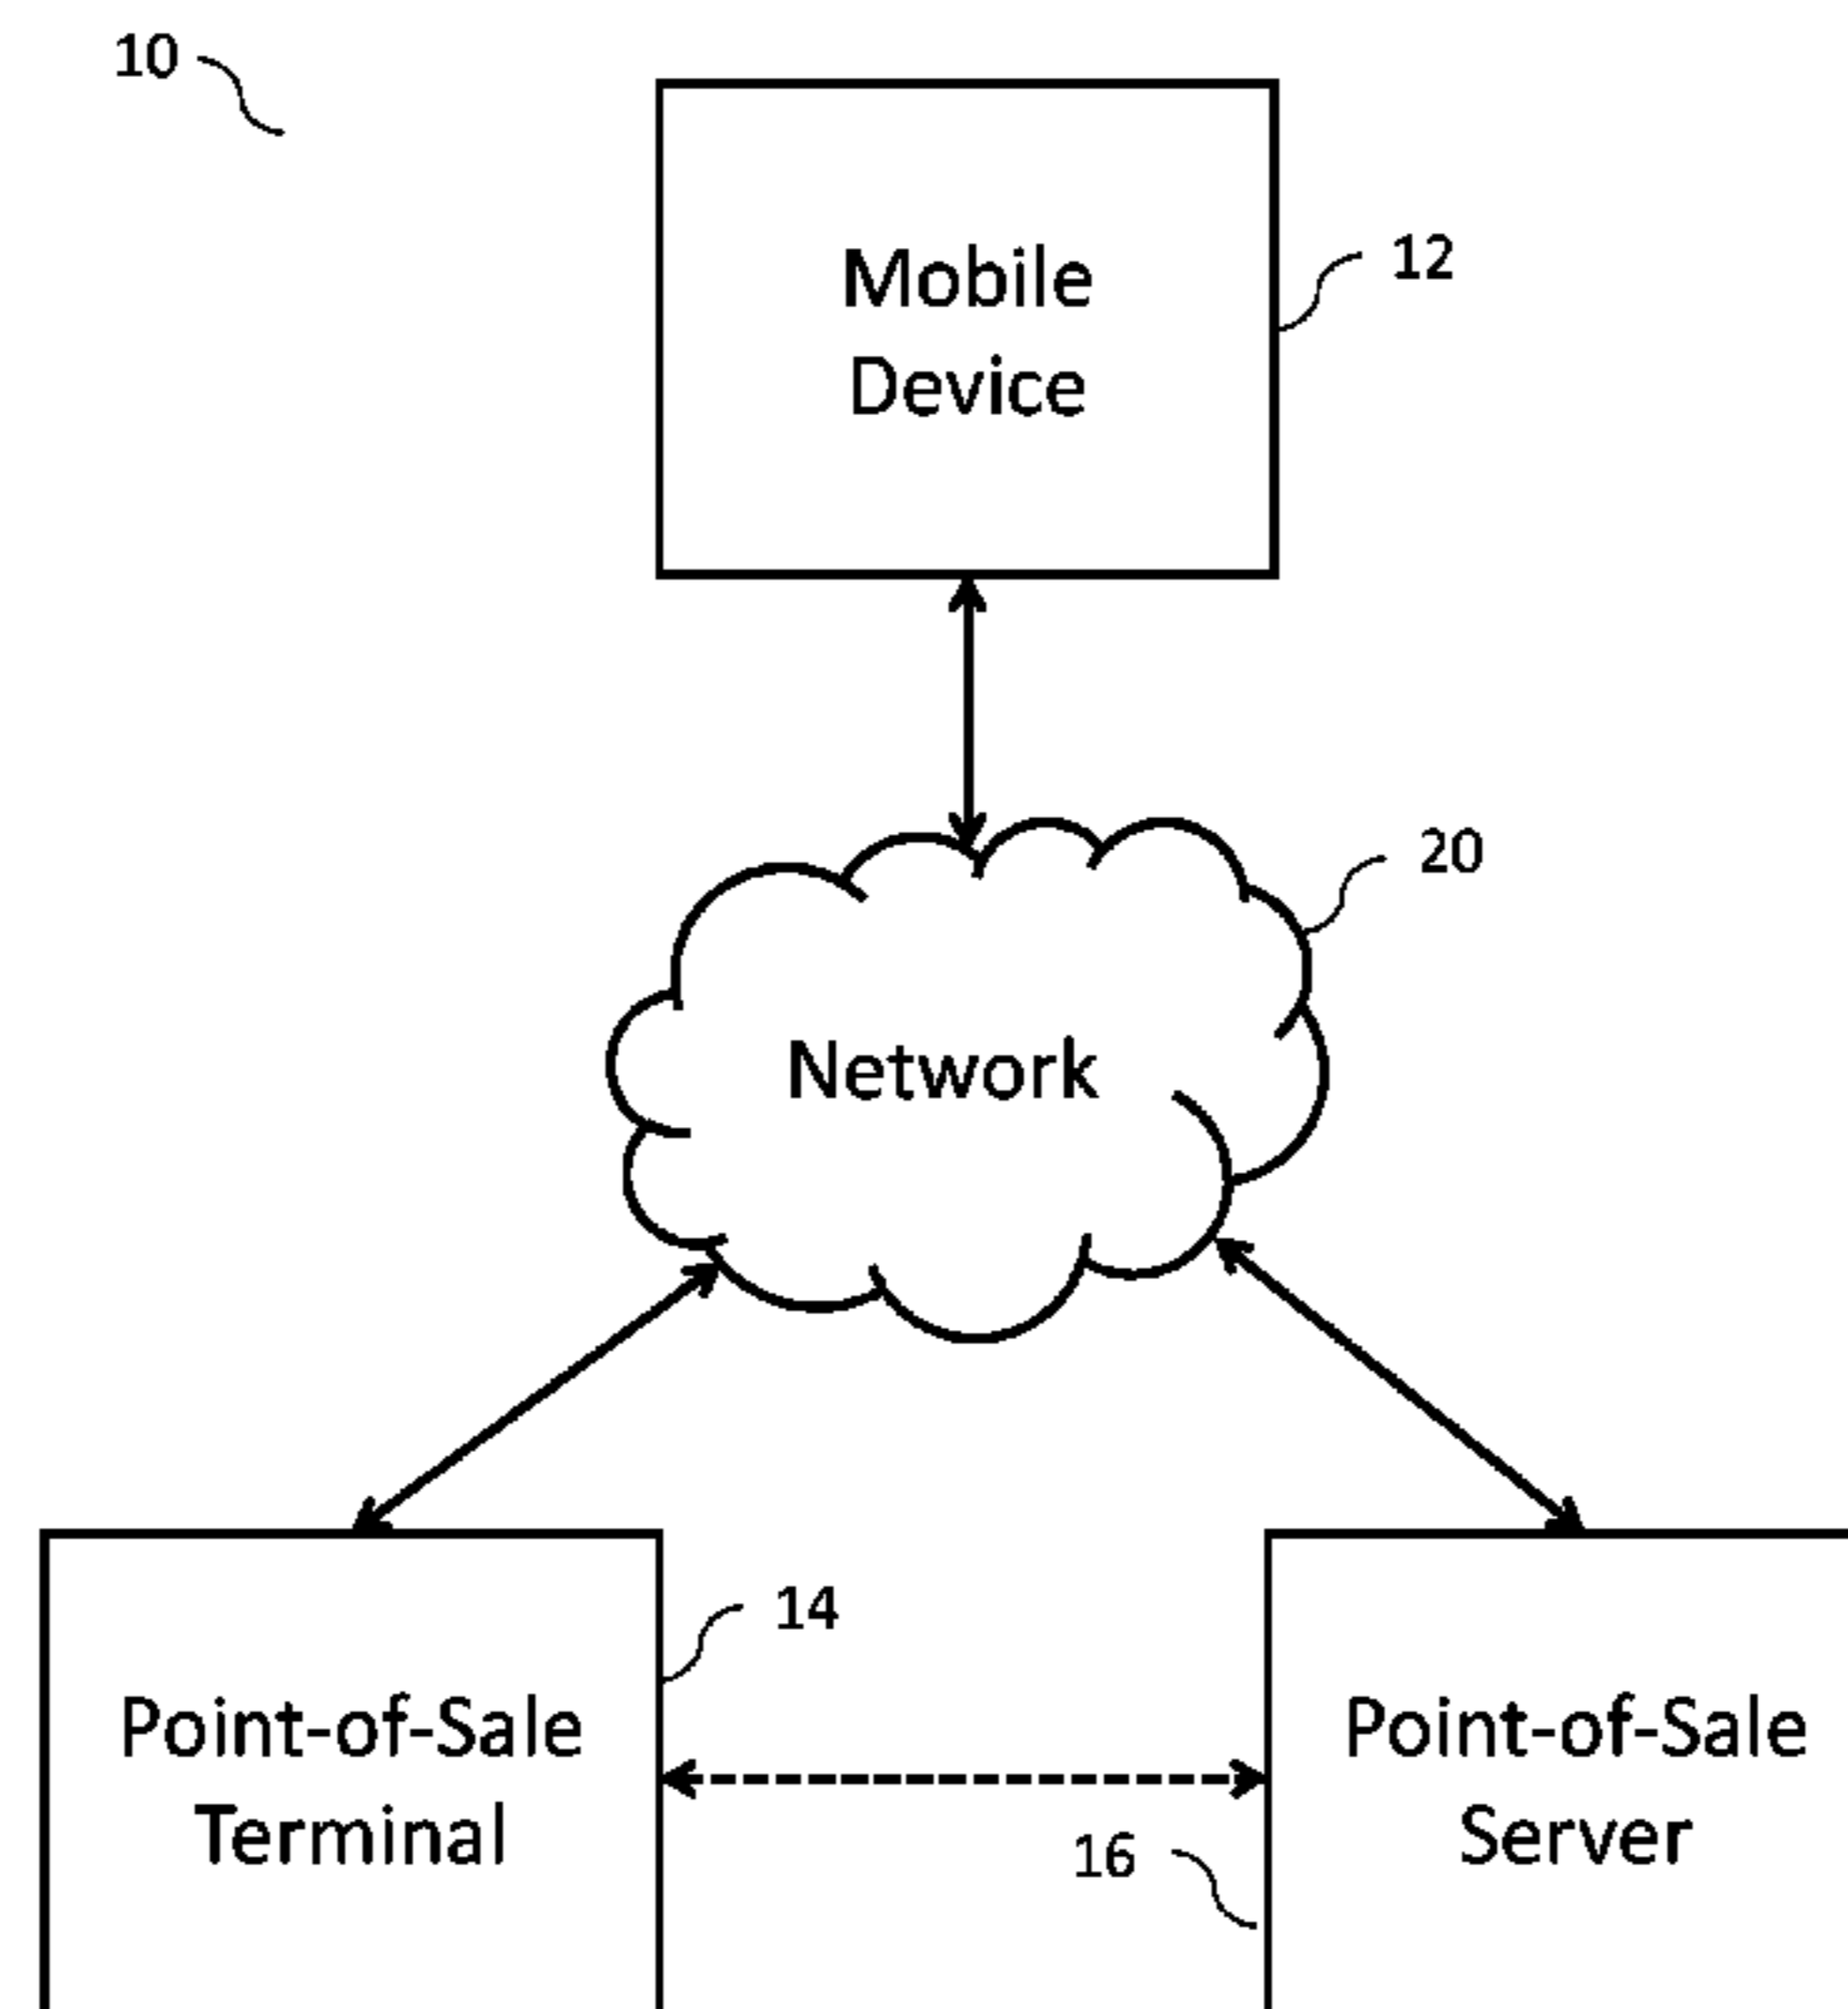 10
Mobile
Device
12
20
Network
14
Point-of-Sale
Terminal
Point-of-Sale
Server
16